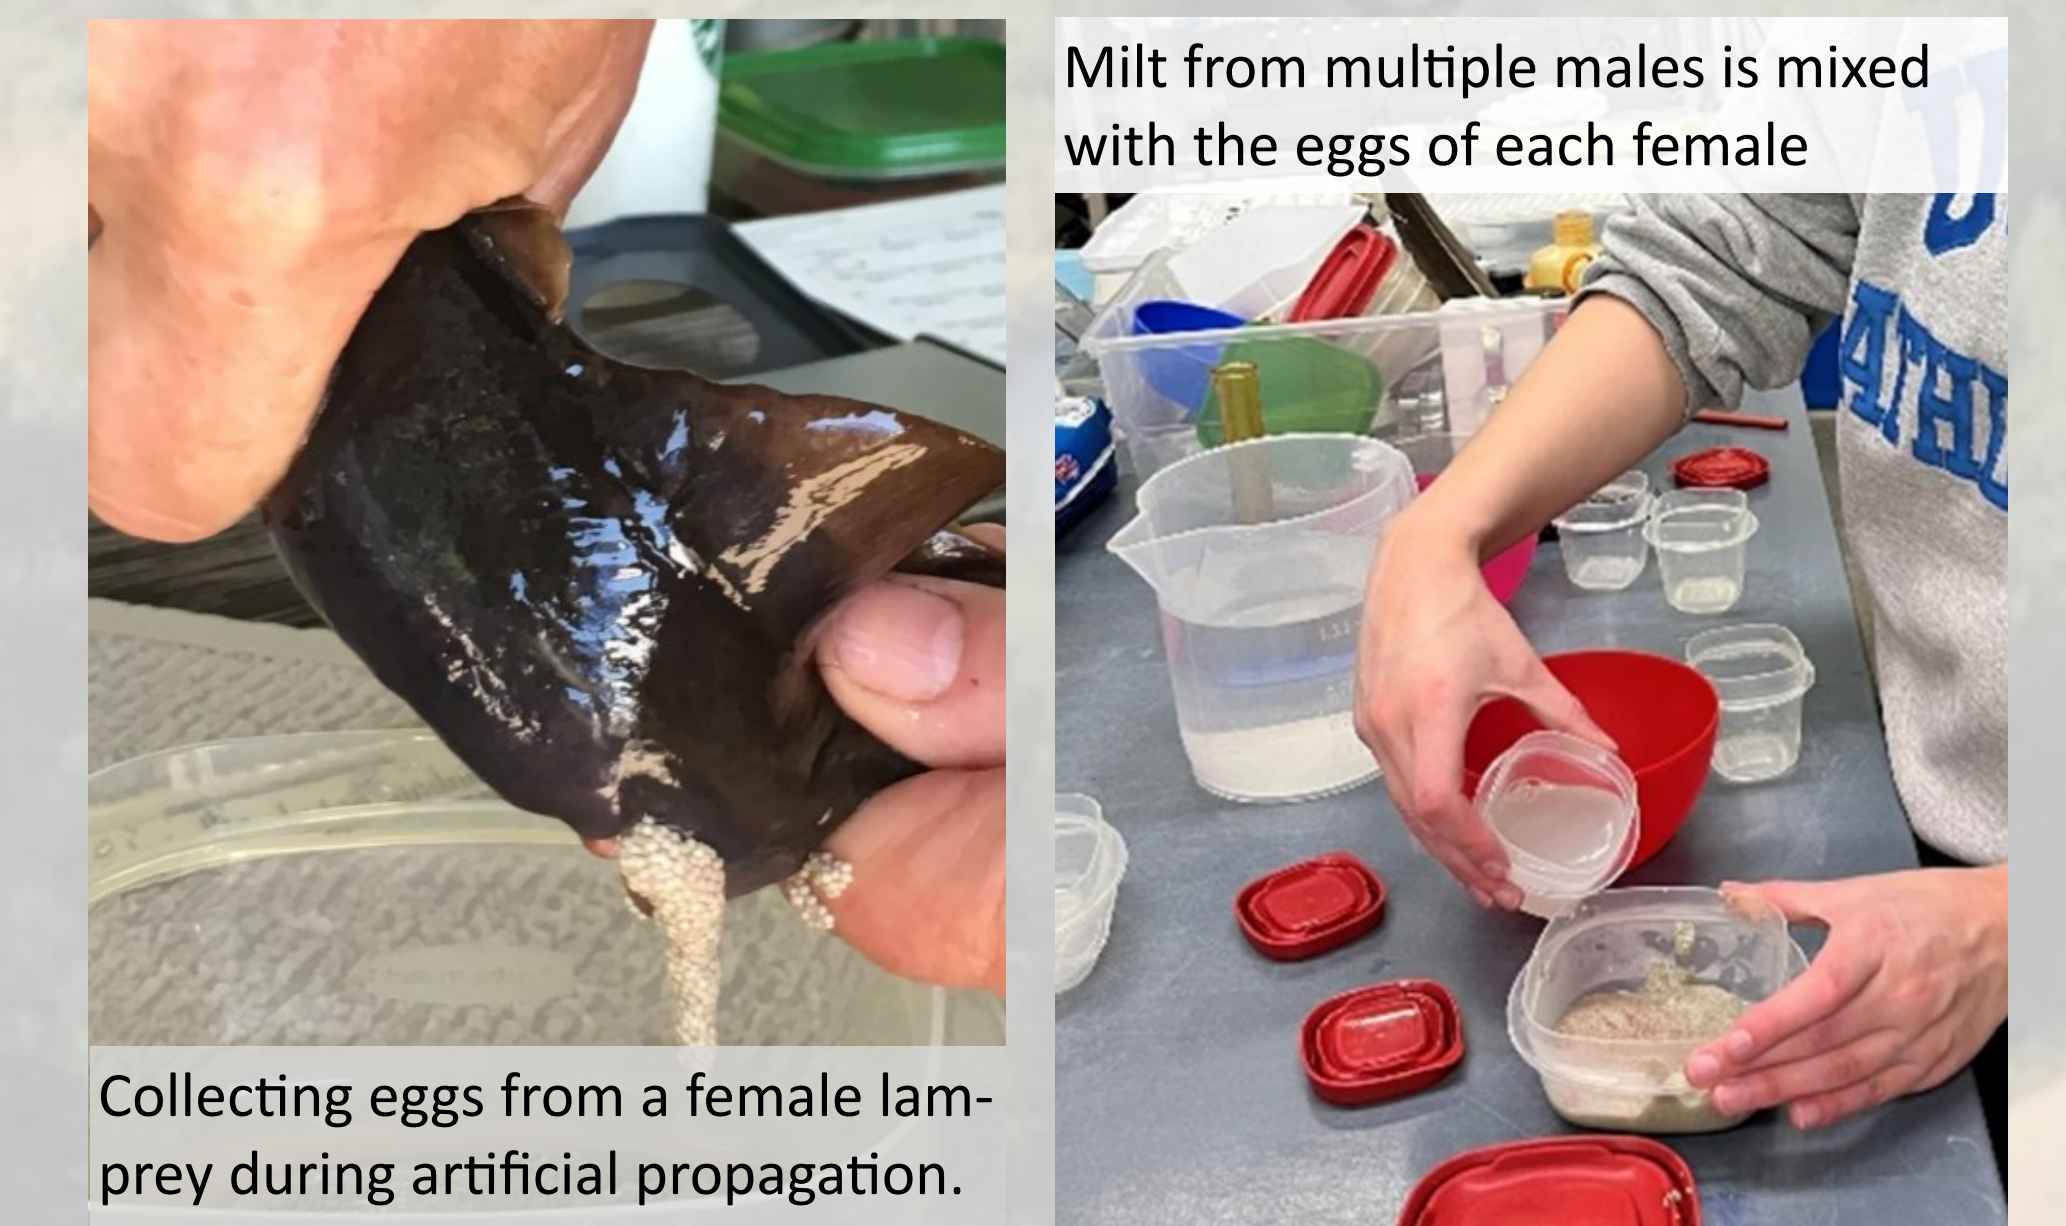 Collecting eggs from a female lam-
prey during artificial propagation.
Milt from multiple males is mixed
with the eggs of each female
ATH